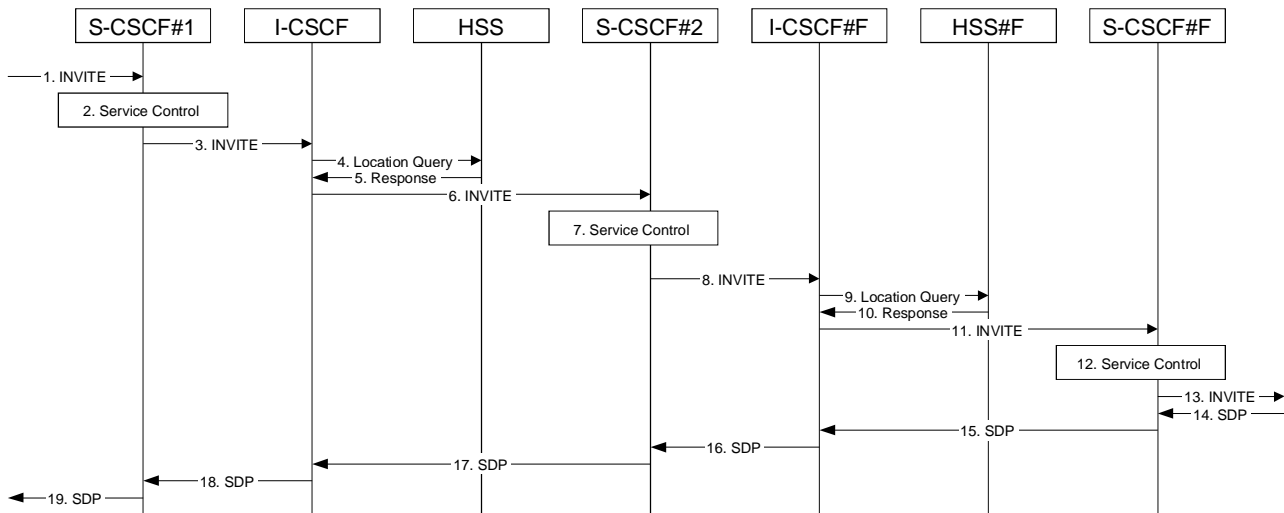 S-CSCF#1
I-CSCF
HSS
S-CSCF#2
I-CSCF#F
HSS#F
S-CSCF#F
1. INVITE
2. Service Control
3. INVITE
4. Location Query
5. Response
6. INVITE
7. Service Control
8. INVITE
9. Location Query
10. Response
11. INVITE
12. Service Control
13. INVITE
14. SDP
15. SDP
16. SDP
17. SDP
18. SDP
19. SDP